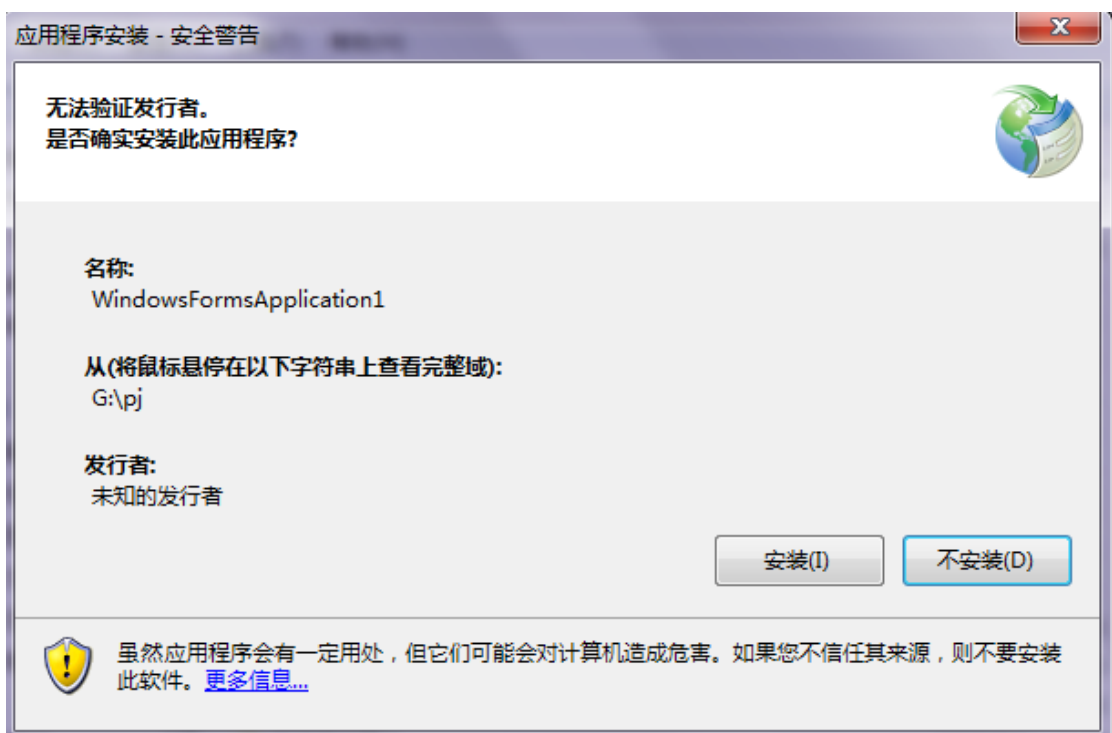 应用程序安装 - 安全警告
无法验证发行者。
是否确实安装此应用程序?
名称:
WindowsFormsApplication1
从(将鼠标悬停在以下字符串上查看完整域):
G:\pj
发行者:
未知的发行者
安装(I)
不安装(D)
虽然应用程序会有一定用处，但它们可能会对计算机造成危害。如果您不信任其来源，则不要安装
此软件。更多信息...